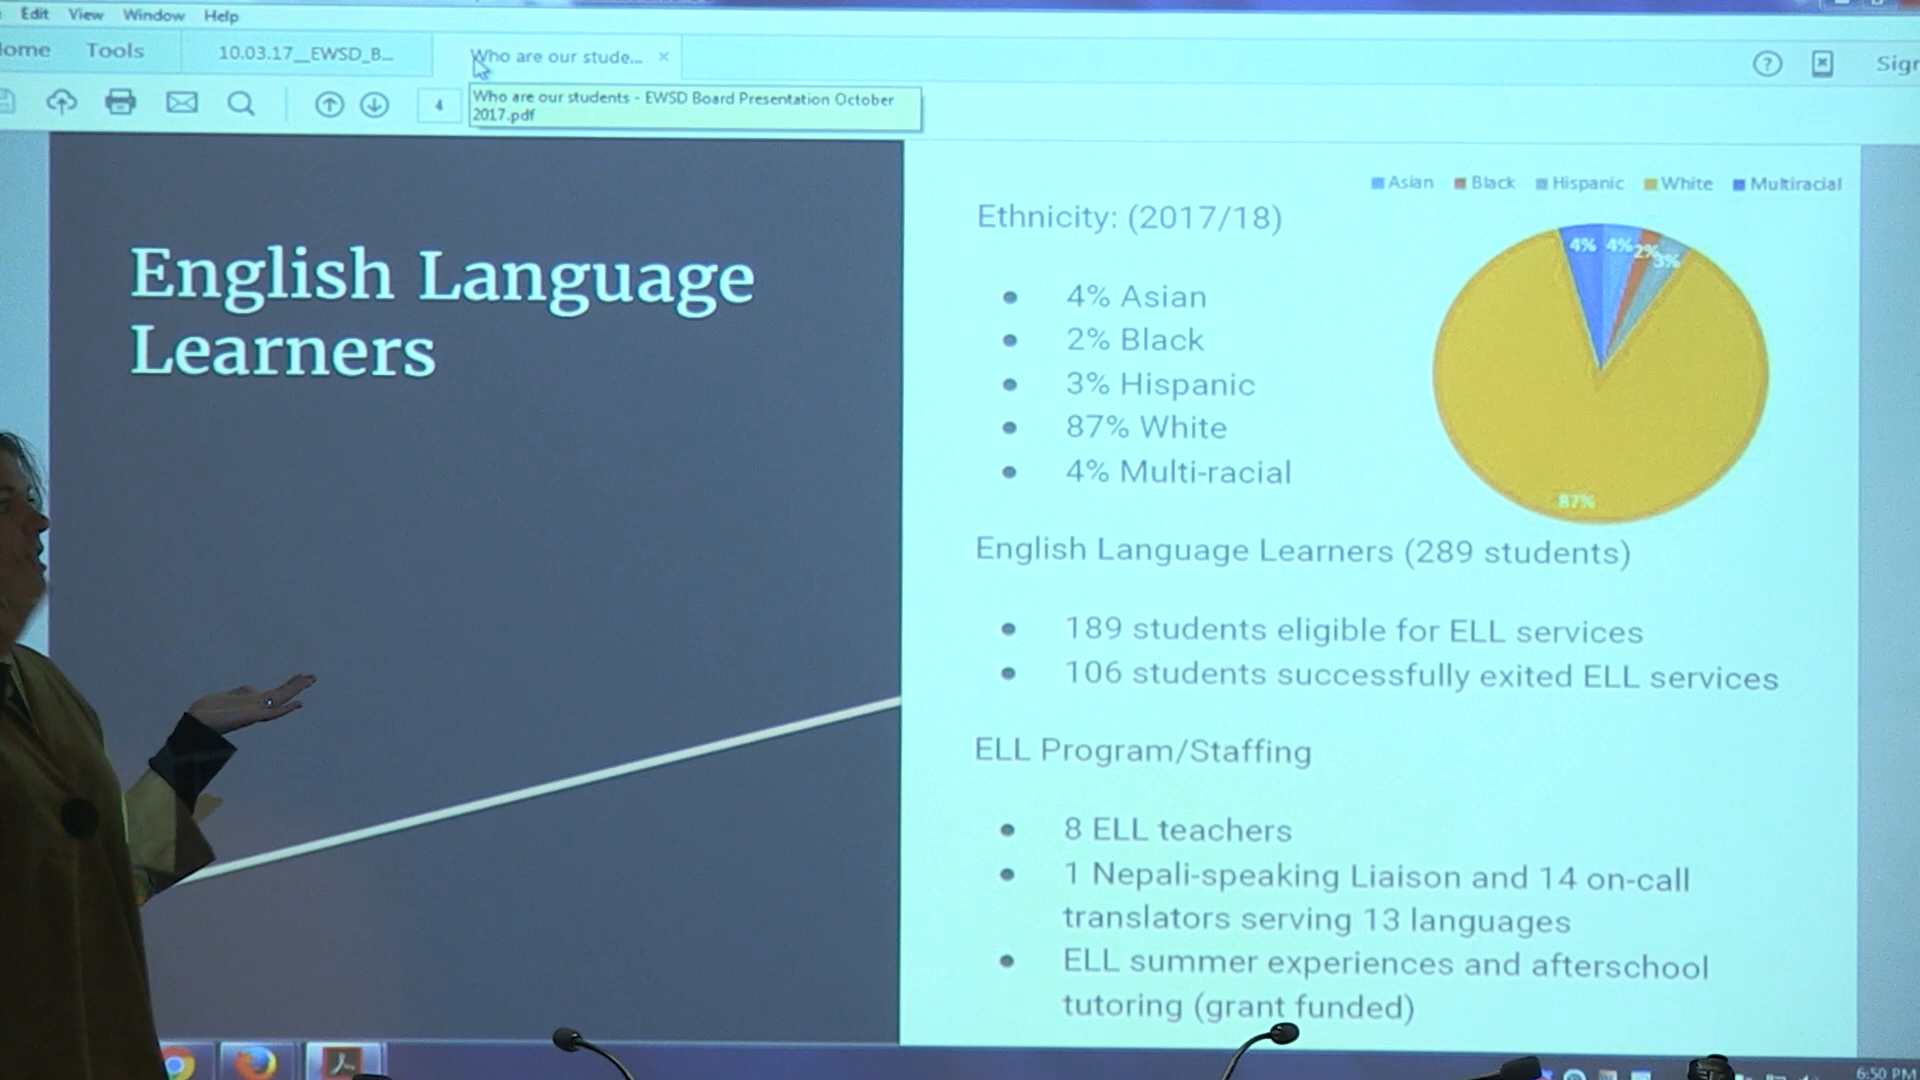 Edit View Window Help
Tools
10.03.17__EWSD_B...
Who are our stude... ×
4
Who are our students - EWSD Board Presentation October
2017.pdf
English Language
Learners
Asian Black Hispanic White Multiracial
Ethnicity: (2017/18)
4% 4% 2% 3%
87%
• 4% Asian
• 2% Black
• 3% Hispanic
• 87% White
• 4% Multi-racial
English Language Learners (289 students)
• 189 students eligible for ELL services
• 106 students successfully exited ELL services
ELL Program/Staffing
• 8 ELL teachers
• 1 Nepali-speaking Liaison and 14 on-call
translators serving 13 languages
• ELL summer experiences and afterschool
tutoring (grant funded)
6:50 PM